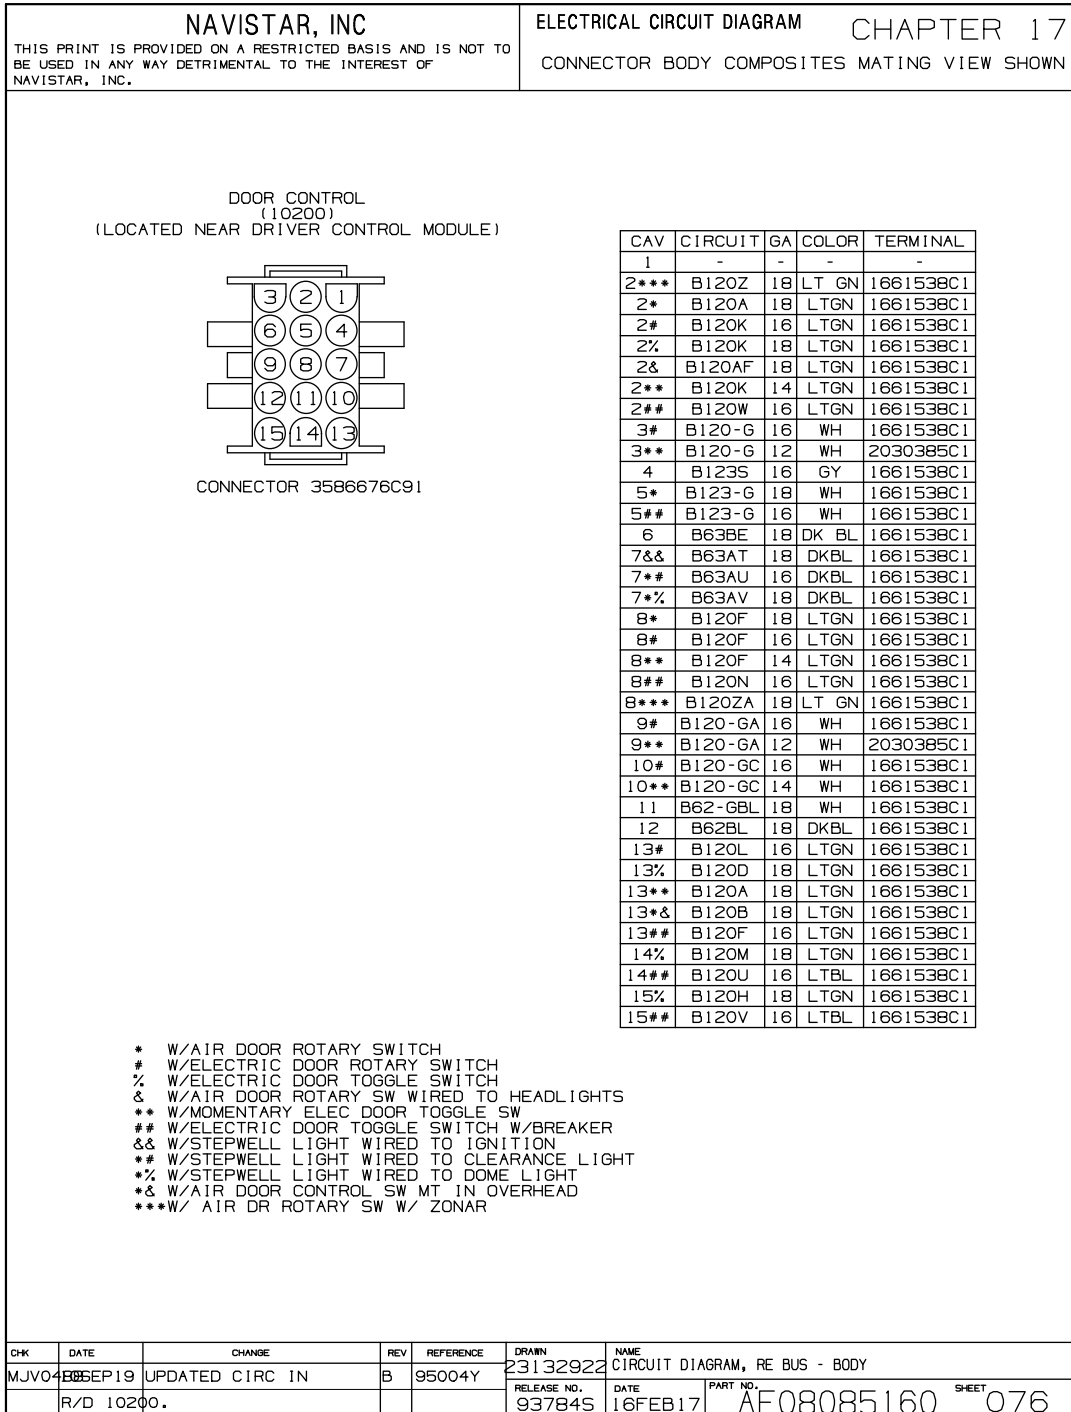 NAVISTAR, INC
THIS PRINT IS PROVIDED ON A RESTRICTED BASIS AND IS NOT TO
BE USED IN ANY WAY DETRIMENTAL TO THE INTEREST OF
NAVISTAR, INC.
ELECTRICAL CIRCUIT DIAGRAM CHAPTER 17
CONNECTOR BODY COMPOSITES MATING VIEW SHOWN
DOOR CONTROL
(10200)
(LOCATED NEAR DRIVER CONTROL MODULE)
3 2 1
6 5 4
9 8 7
12 11 10
15 14 13
CONNECTOR 3586676C91
CAV CIRCUIT GA COLOR TERMINAL
1 - - - -
2*** B120Z 18 LT GN 1661538C1
2* B120A 18 LTGN 1661538C1
2# B120K 16 LTGN 1661538C1
2% B120K 18 LTGN 1661538C1
2& B120AF 18 LTGN 1661538C1
2** B120K 14 LTGN 1661538C1
2## B120W 16 LTGN 1661538C1
3# B120-G 16 WH 1661538C1
3** B120-G 12 WH 2030385C1
4 B123S 16 GY 1661538C1
5* B123-G 18 WH 1661538C1
5## B123-G 16 WH 1661538C1
6 B63BE 18 DK BL 1661538C1
7&& B63AT 18 DKBL 1661538C1
7*# B63AU 16 DKBL 1661538C1
7*% B63AV 18 DKBL 1661538C1
8* B120F 18 LTGN 1661538C1
8# B120F 16 LTGN 1661538C1
8** B120F 14 LTGN 1661538C1
8## B120N 16 LTGN 1661538C1
8*** B120ZA 18 LT GN 1661538C1
9# B120-GA 16 WH 1661538C1
9** B120-GA 12 WH 2030385C1
10# B120-GC 16 WH 1661538C1
10** B120-GC 14 WH 1661538C1
11 B62-GBL 18 WH 1661538C1
12 B62BL 18 DKBL 1661538C1
13# B120L 16 LTGN 1661538C1
13% B120D 18 LTGN 1661538C1
13** B120A 18 LTGN 1661538C1
13*& B120B 18 LTGN 1661538C1
13## B120F 16 LTGN 1661538C1
14% B120M 18 LTGN 1661538C1
14## B120U 16 LTBL 1661538C1
15% B120H 18 LTGN 1661538C1
15## B120V 16 LTBL 1661538C1
* W/AIR DOOR ROTARY SWITCH
# W/ELECTRIC DOOR ROTARY SWITCH
% W/ELECTRIC DOOR TOGGLE SWITCH
& W/AIR DOOR ROTARY SW WIRED TO HEADLIGHTS
** W/MOMENTARY ELEC DOOR TOGGLE SW
## W/ELECTRIC DOOR TOGGLE SWITCH W/BREAKER
&& W/STEPWELL LIGHT WIRED TO IGNITION
*# W/STEPWELL LIGHT WIRED TO CLEARANCE LIGHT
*% W/STEPWELL LIGHT WIRED TO DOME LIGHT
*& W/AIR DOOR CONTROL SW MT IN OVERHEAD
***W/ AIR DR ROTARY SW W/ ZONAR
CHK DATE CHANGE REV REFERENCE DRAWN NAME
UPDATED CIRC IN B 95004Y 23132922 CIRCUIT DIAGRAM, RE BUS - BODY
R/D 10200. RELEASE NO. 93784S DATE 16FEB17 PART NO. AF08085160 SHEET 076